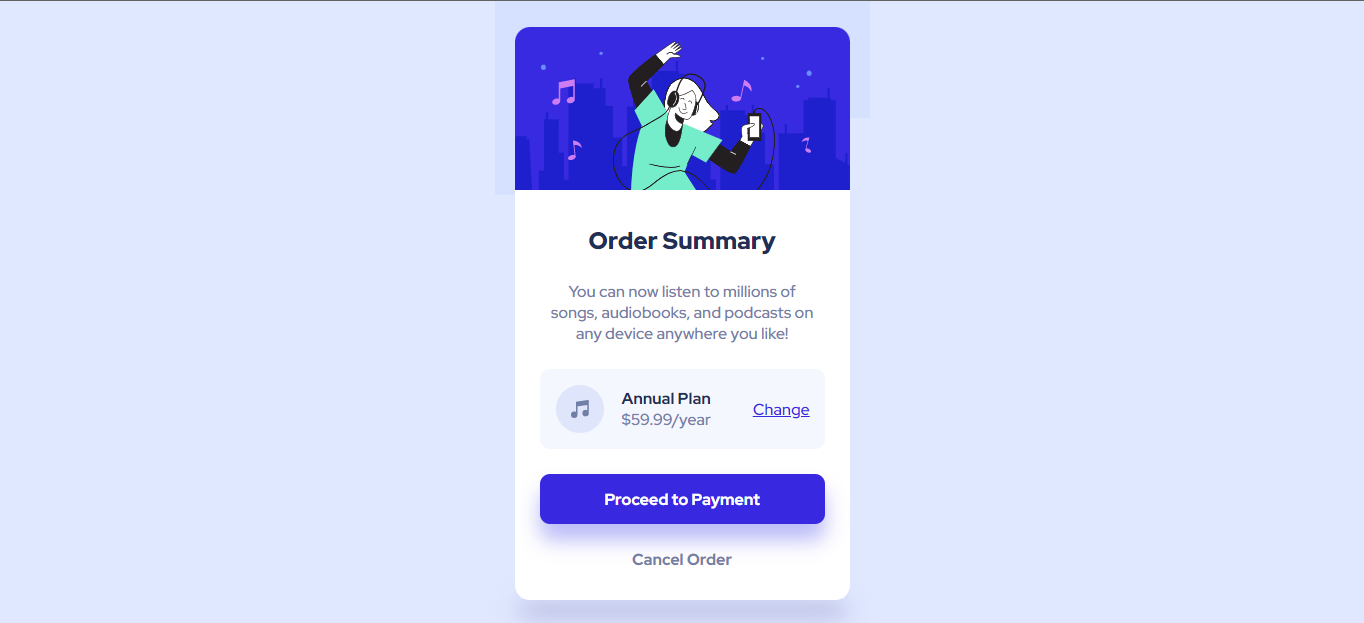 Order Summary
You can now listen to millions of
songs, audiobooks, and podcasts on
any device anywhere you like!
Annual Plan
$59.99/year
Change
Proceed to Payment
Cancel Order